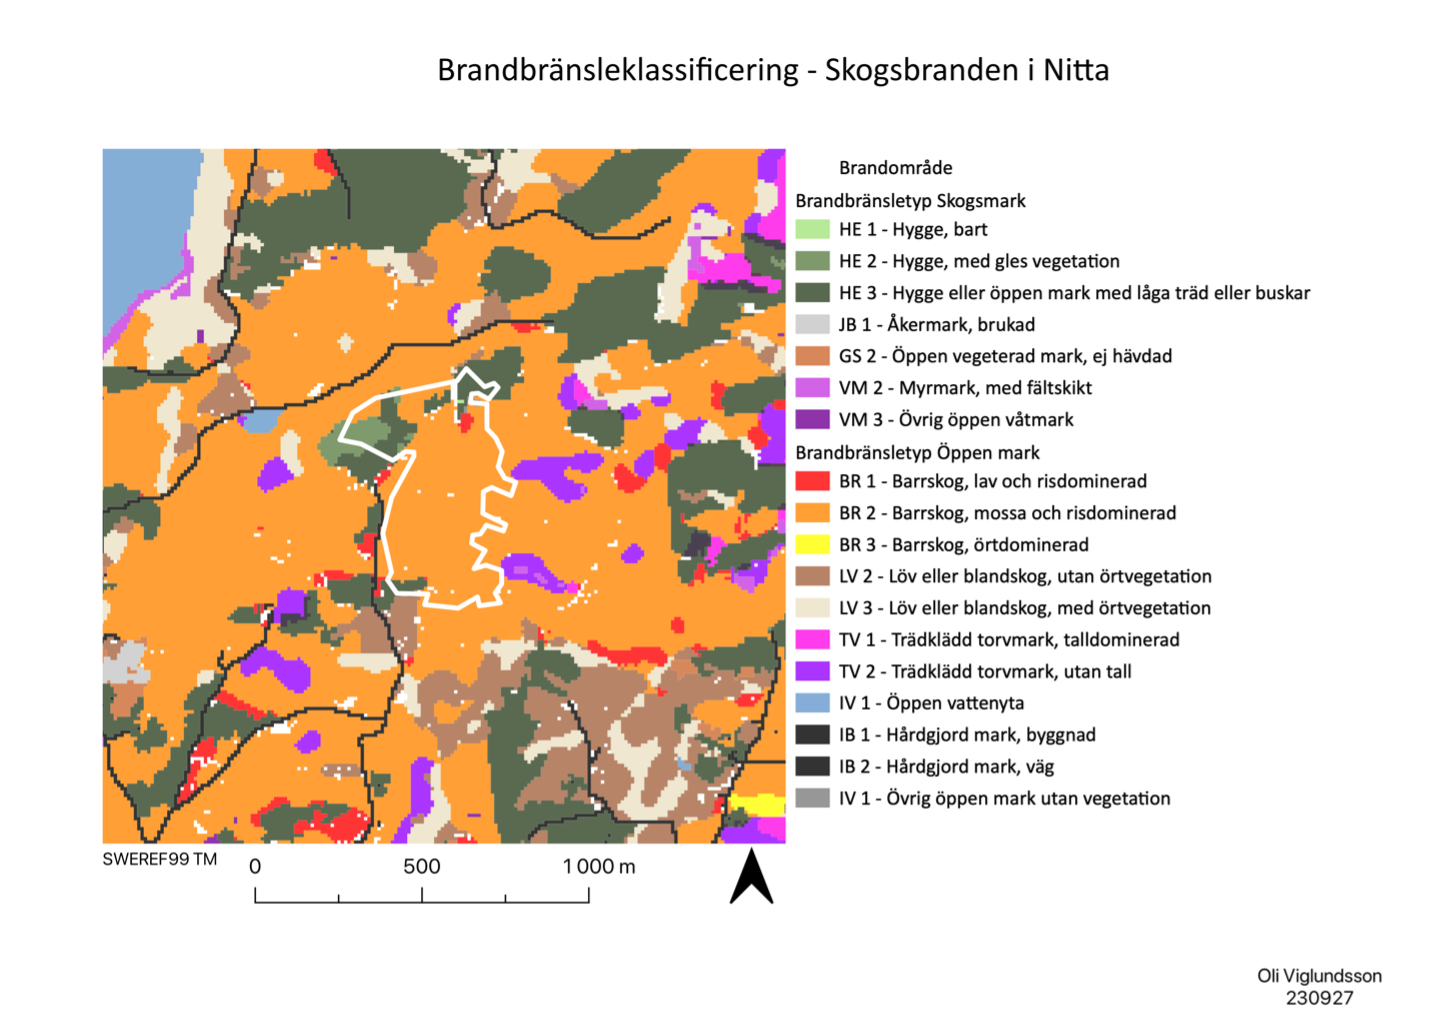 Brandbränsleklassificering - Skogsbranden i Nitta
Brandområde
Brandbränsletyp Skogsmark
HE 1 - Hygge, bart
HE 2 - Hygge, med gles vegetation
HE 3 - Hygge eller öppen mark med låga träd eller buskar
JB 1 - Åkermark, brukad
GS 2 - Öppen vegeterad mark, ej hävdad
VM 2 - Myrmark, med fältskikt
VM 3 - Övrig öppen våtmark
Brandbränsletyp Öppen mark
BR 1 - Barrskog, lav och risdominerad
BR 2 - Barrskog, mossa och risdominerad
BR 3 - Barrskog, örtdominerad
LV 2 - Löv eller blandskog, utan örtvegetation
LV 3 - Löv eller blandskog, med örtvegetation
TV 1 - Trädklädd torvmark, talldominerad
TV 2 - Trädklädd torvmark, utan tall
IV 1 - Öppen vattenyta
IB 1 - Hårdgjord mark, byggnad
IB 2 - Hårdgjord mark, väg
IV 1 - Övrig öppen mark utan vegetation
SWEREF99 TM
0 500 1 000 m
Oli Viglundsson
230927